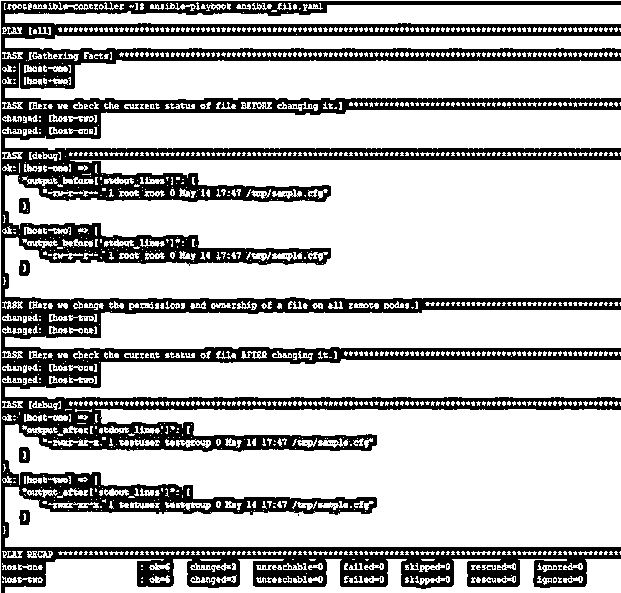 [root@ansible-controller ~]# ansible-playbook ansible_file.yaml
PLAY [all] ****************************************************************************************************************************
TASK [Gathering Facts] ****************************************************************************************************************
ok: [host-one]
ok: [host-two]
TASK [Here we check the current status of file BEFORE changing it.] *******************************************************************
changed: [host-two]
changed: [host-one]
TASK [debug] **************************************************************************************************************************
ok: [host-one] => {
"output_before['stdout_lines']": [
"-rw-r--r--. 1 root root 0 May 14 17:47 /tmp/sample.cfg"
]
}
ok: [host-two] => {
"output_before['stdout_lines']": [
"-rw-r--r--. 1 root root 0 May 14 17:47 /tmp/sample.cfg"
]
}
TASK [Here we change the permissions and ownership of a file on all remote nodes.] ****************************************************
changed: [host-two]
changed: [host-one]
TASK [Here we check the current status of file AFTER changing it.] ********************************************************************
changed: [host-one]
changed: [host-two]
TASK [debug] **************************************************************************************************************************
ok: [host-one] => {
"output_after['stdout_lines']": [
"-rwxr-xr-x. 1 testuser testgroup 0 May 14 17:47 /tmp/sample.cfg"
]
}
ok: [host-two] => {
"output_after['stdout_lines']": [
"-rwxr-xr-x. 1 testuser testgroup 0 May 14 17:47 /tmp/sample.cfg"
]
}
PLAY RECAP ****************************************************************************************************************************
host-one : ok=6 changed=3 unreachable=0 failed=0 skipped=0 rescued=0 ignored=0
host-two : ok=6 changed=3 unreachable=0 failed=0 skipped=0 rescued=0 ignored=0